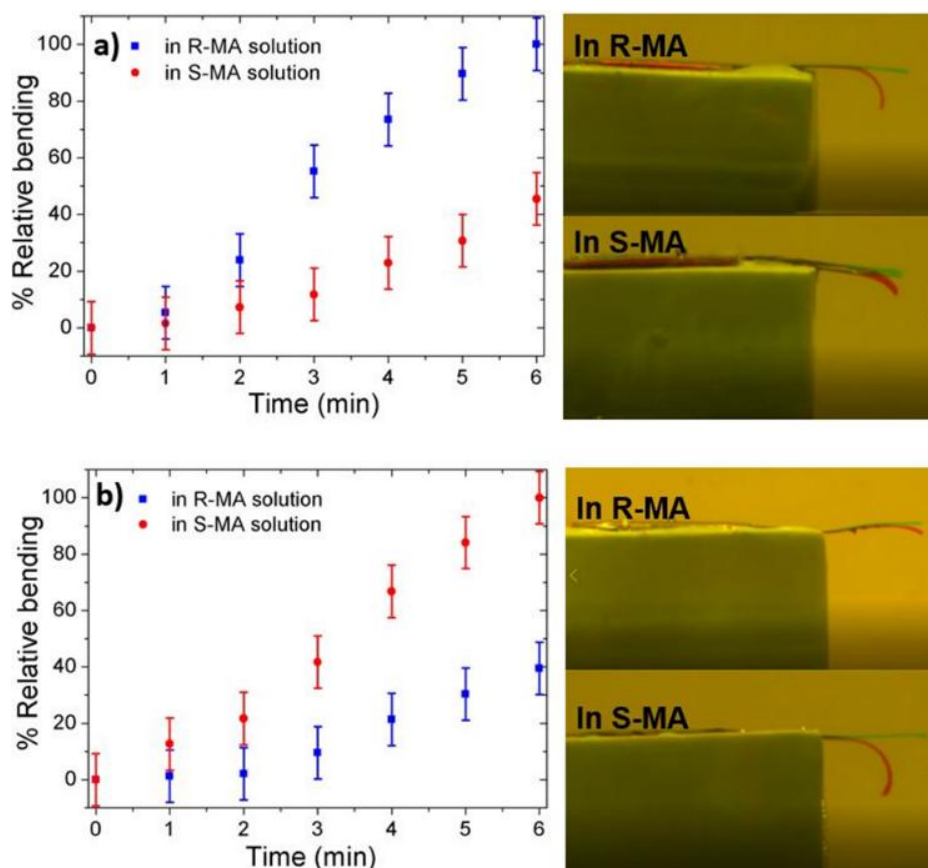 a)
in R-MA solution
in S-MA solution
% Relative bending
100
80
60
40
20
0
0 1 2 3 4 5 6
Time (min)
In R-MA
In S-MA
b)
in R-MA solution
in S-MA solution
% Relative bending
100
80
60
40
20
0
0 1 2 3 4 5 6
Time (min)
In R-MA
In S-MA